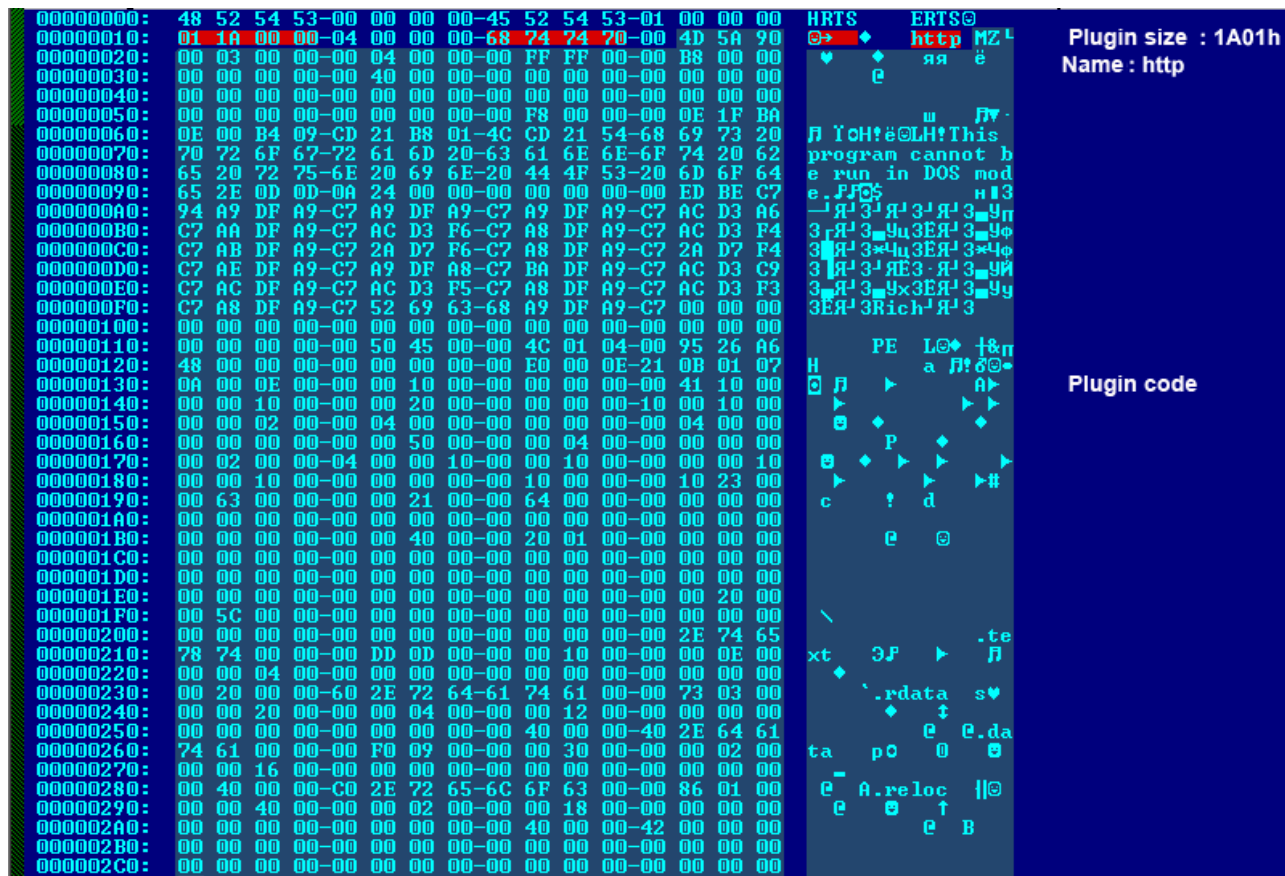 00000000: 48 52 54 53-00 00 00 00-45 52 54 53-01 00 00 00 HRTS ERTS☺
00000010: 01 1A 00 00-04 00 00 00-68 74 74 70-00 4D 5A 90 ☺→ ♦ http MZ Plugin size : 1A01h
00000020: 00 03 00 00-00 04 00 00-00 FF FF 00-00 B8 00 00 ♥ ♦ яя ё Name : http
00000030: 00 00 00 00-00 40 00 00-00 00 00 00-00 00 00 00 @
00000040: 00 00 00 00-00 00 00 00-00 00 00 00-00 00 00 00
00000050: 00 00 00 00-00 00 00 00-00 F8 00 00-00 0E 1F BA
00000060: 0E 00 B4 09-CD 21 B8 01-4C CD 21 54-68 69 73 20 This
00000070: 70 72 6F 67-72 61 6D 20-63 61 6E 6E-6F 74 20 62 program cannot b
00000080: 65 20 72 75-6E 20 69 6E-20 44 4F 53-20 6D 6F 64 e run in DOS mod
00000090: 65 2E 0D 0D-0A 24 00 00-00 00 00 00-00 ED BE C7 e.
000000A0: 94 A9 DF A9-C7 A9 DF A9-C7 A9 DF A9-C7 AC D3 A6
000000B0: C7 AA DF A9-C7 AC D3 F6-C7 A8 DF A9-C7 AC D3 F4
000000C0: C7 AB DF A9-C7 2A D7 F6-C7 A8 DF A9-C7 2A D7 F4
000000D0: C7 AE DF A9-C7 A9 DF A8-C7 BA DF A9-C7 AC D3 C9
000000E0: C7 AC DF A9-C7 AC D3 F5-C7 A8 DF A9-C7 AC D3 F3
000000F0: C7 A8 DF A9-C7 52 69 63-68 A9 DF A9-C7 00 00 00 Rich
00000100: 00 00 00 00-00 00 00 00-00 00 00 00-00 00 00 00
00000110: 00 00 00 00-00 50 45 00-00 4C 01 04-00 95 26 A6 PE L☺♦
00000120: 48 00 00 00-00 00 00 00-00 E0 00 0E-21 0B 01 07 H
00000130: 0A 00 0E 00-00 00 10 00-00 00 00 00-00 41 10 00 Plugin code
00000140: 00 00 10 00-00 00 20 00-00 00 00 00-10 00 10 00
00000150: 00 00 02 00-00 04 00 00-00 00 00 00-00 04 00 00
00000160: 00 00 00 00-00 00 50 00-00 00 04 00-00 00 00 00 P ♦
00000170: 00 02 00 00-04 00 00 10-00 00 10 00-00 00 00 10
00000180: 00 00 10 00-00 00 00 00-00 10 00 00-00 10 23 00
00000190: 00 63 00 00-00 00 21 00-00 64 00 00-00 00 00 00 c ! d
000001A0: 00 00 00 00-00 00 00 00-00 00 00 00-00 00 00 00
000001B0: 00 00 00 00-00 00 40 00-00 20 01 00-00 00 00 00 @ ☺
000001C0: 00 00 00 00-00 00 00 00-00 00 00 00-00 00 00 00
000001D0: 00 00 00 00-00 00 00 00-00 00 00 00-00 00 00 00
000001E0: 00 00 00 00-00 00 00 00-00 00 00 00-00 00 20 00
000001F0: 00 5C 00 00-00 00 00 00-00 00 00 00-00 00 00 00 \
00000200: 00 00 00 00-00 00 00 00-00 00 00 00-00 2E 74 65 .te
00000210: 78 74 00 00-00 DD 0D 00-00 00 10 00-00 00 0E 00 xt
00000220: 00 00 04 00-00 00 00 00-00 00 00 00-00 00 00 00 ♦
00000230: 00 20 00 00-60 2E 72 64-61 74 61 00-00 73 03 00 `.rdata s♥
00000240: 00 00 20 00-00 00 04 00-00 00 12 00-00 00 00 00 ♦ ↕
00000250: 00 00 00 00-00 00 00 00-00 40 00 00-40 2E 64 61 @ @.da
00000260: 74 61 00 00-00 F0 09 00-00 00 30 00-00 00 02 00 ta
00000270: 00 00 16 00-00 00 00 00-00 00 00 00-00 00 00 00
00000280: 00 40 00 00-C0 2E 72 65-6C 6F 63 00-00 86 01 00 @ A.reloc
00000290: 00 00 40 00-00 00 02 00-00 00 18 00-00 00 00 00 @ ☻ ↑
000002A0: 00 00 00 00-00 00 00 00-00 40 00 00-42 00 00 00 @ B
000002B0: 00 00 00 00-00 00 00 00-00 00 00 00-00 00 00 00
000002C0: 00 00 00 00-00 00 00 00-00 00 00 00-00 00 00 00